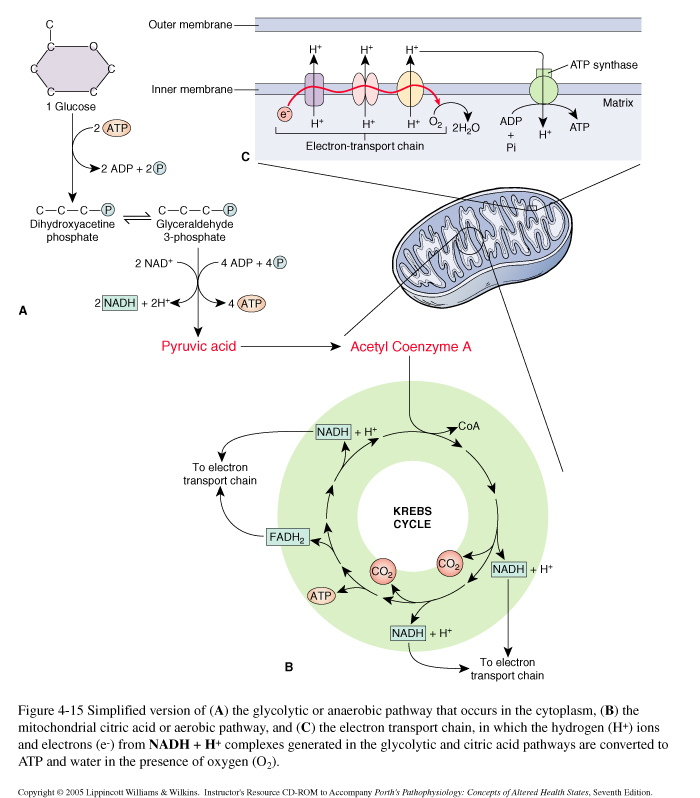 C
C
O
C
C
C
C
1 Glucose
2 ATP
2 ADP + 2 P
C – C – C – P
Dihydroxyacetine
phosphate
C – C – C – P
Glyceraldehyde
3-phosphate
2 NAD+
4 ADP + 4 P
2 NADH + 2H+
4 ATP
A
Pyruvic acid
Acetyl Coenzyme A
Outer membrane
H+
H+
H+
ATP synthase
Inner membrane
Matrix
e-
H+
H+
H+
O2
2H2O
ADP
+
Pi
H+
ATP
Electron-transport chain
C
CoA
NADH + H+
To electron
transport chain
FADH2
KREBS
CYCLE
CO2
CO2
NADH + H+
ATP
NADH + H+
To electron
transport chain
B
Figure 4-15 Simplified version of (A) the glycolytic or anaerobic pathway that occurs in the cytoplasm, (B) the
mitochondrial citric acid or aerobic pathway, and (C) the electron transport chain, in which the hydrogen (H+) ions
and electrons (e-) from NADH + H+ complexes generated in the glycolytic and citric acid pathways are converted to
ATP and water in the presence of oxygen (O2).
Copyright © 2005 Lippincott Williams & Wilkins. Instructor's Resource CD-ROM to Accompany Porth's Pathophysiology: Concepts of Altered Health States, Seventh Edition.